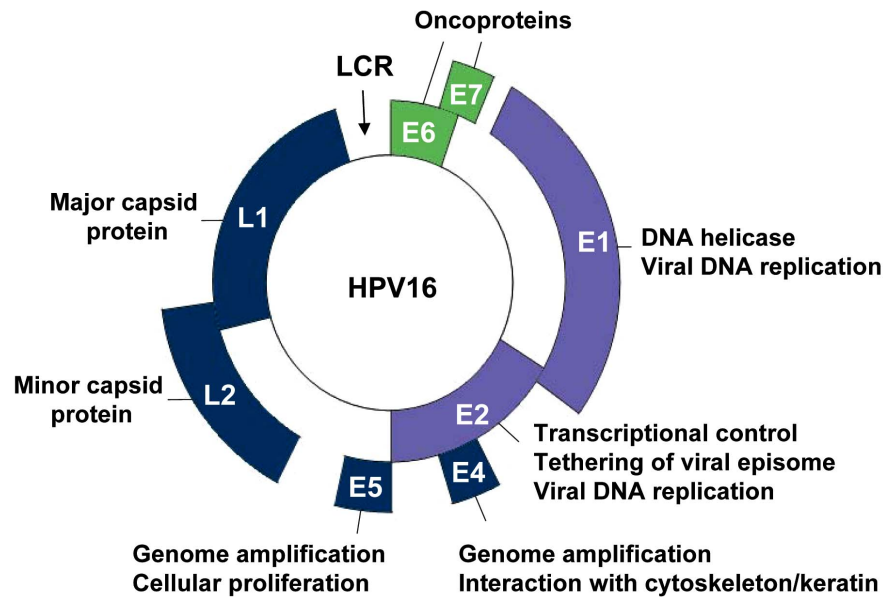 Oncoproteins
LCR
E7
E6
Major capsid
protein
L1
E1
DNA helicase
Viral DNA replication
HPV16
Minor capsid
protein
L2
E2
Transcriptional control
Tethering of viral episome
Viral DNA replication
E4
E5
Genome amplification
Cellular proliferation
Genome amplification
Interaction with cytoskeleton/keratin